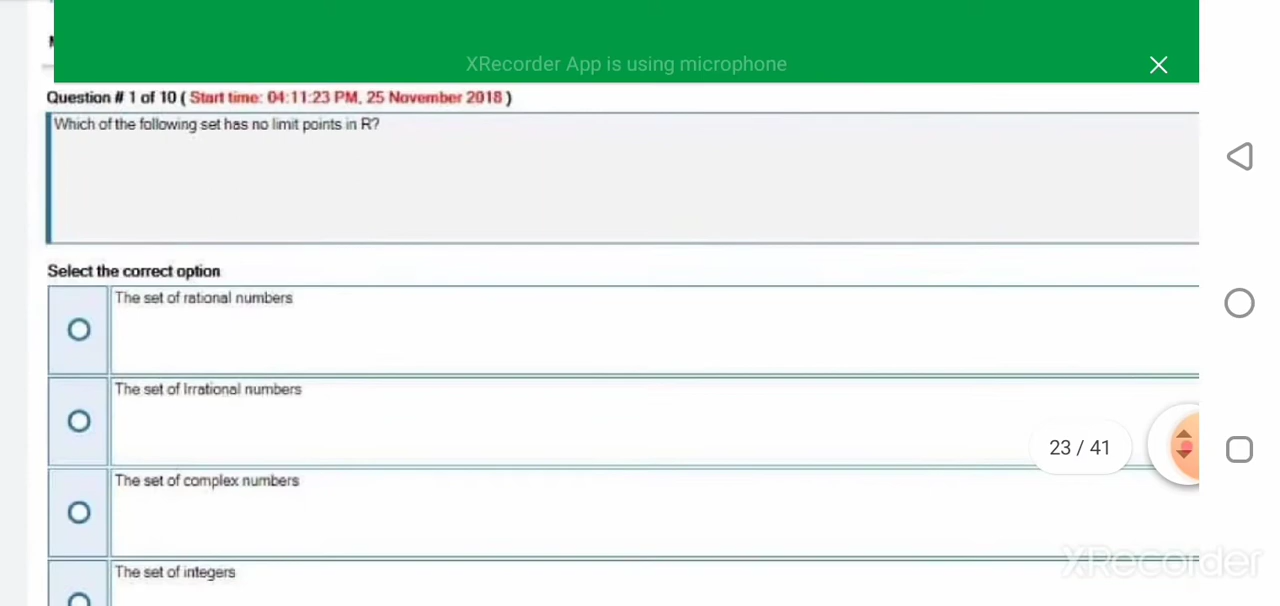 XRecorder App is using microphone
Question # 1 of 10 ( Start time: 04:11:23 PM, 25 November 2018 )
Which of the following set has no limit points in R?
Select the correct option
The set of rational numbers
The set of Irrational numbers
23 / 41
The set of complex numbers
XRecorder
The set of integers